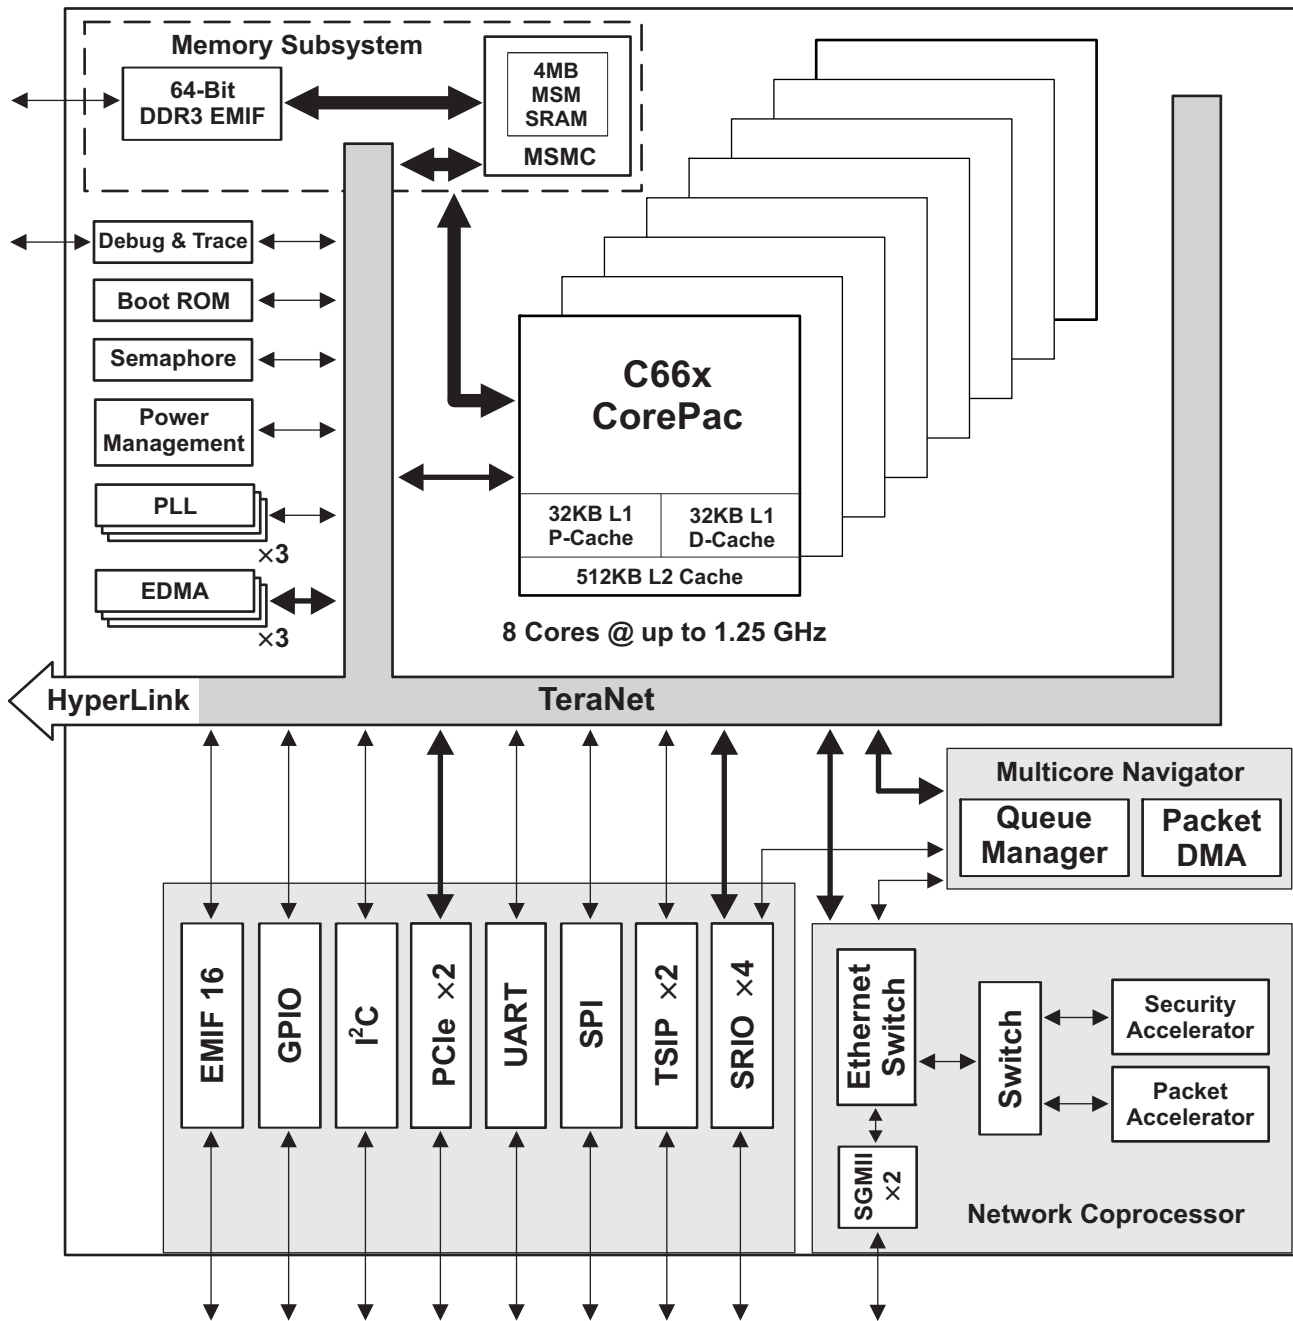 Memory Subsystem
64-Bit
DDR3 EMIF
4MB
MSM
SRAM
MSMC
Debug & Trace
Boot ROM
Semaphore
Power
Management
PLL
×3
EDMA
×3
C66x
CorePac
32KB L1
P-Cache
32KB L1
D-Cache
512KB L2 Cache
8 Cores @ up to 1.25 GHz
HyperLink
TeraNet
Multicore Navigator
Queue
Manager
Packet
DMA
EMIF 16
GPIO
I²C
PCIe ×2
UART
SPI
TSIP ×2
SRIO ×4
Ethernet
Switch
Switch
Security
Accelerator
Packet
Accelerator
SGMII
×2
Network Coprocessor